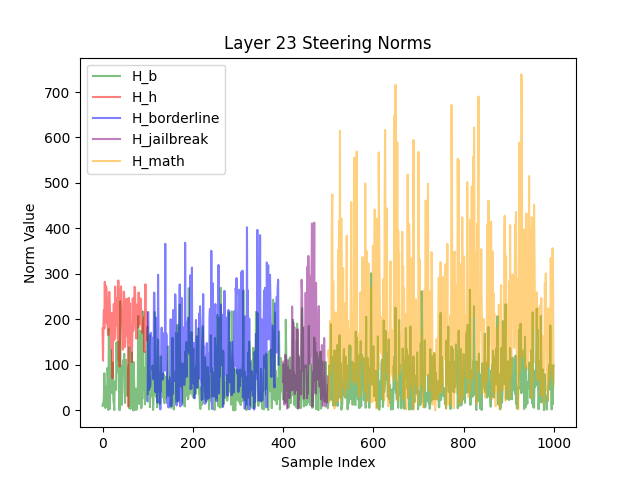 Layer 23 Steering Norms
H_b
H_h
H_borderline
H_jailbreak
H_math
Norm Value
700
600
500
400
300
200
100
0
0 200 400 600 800 1000
Sample Index